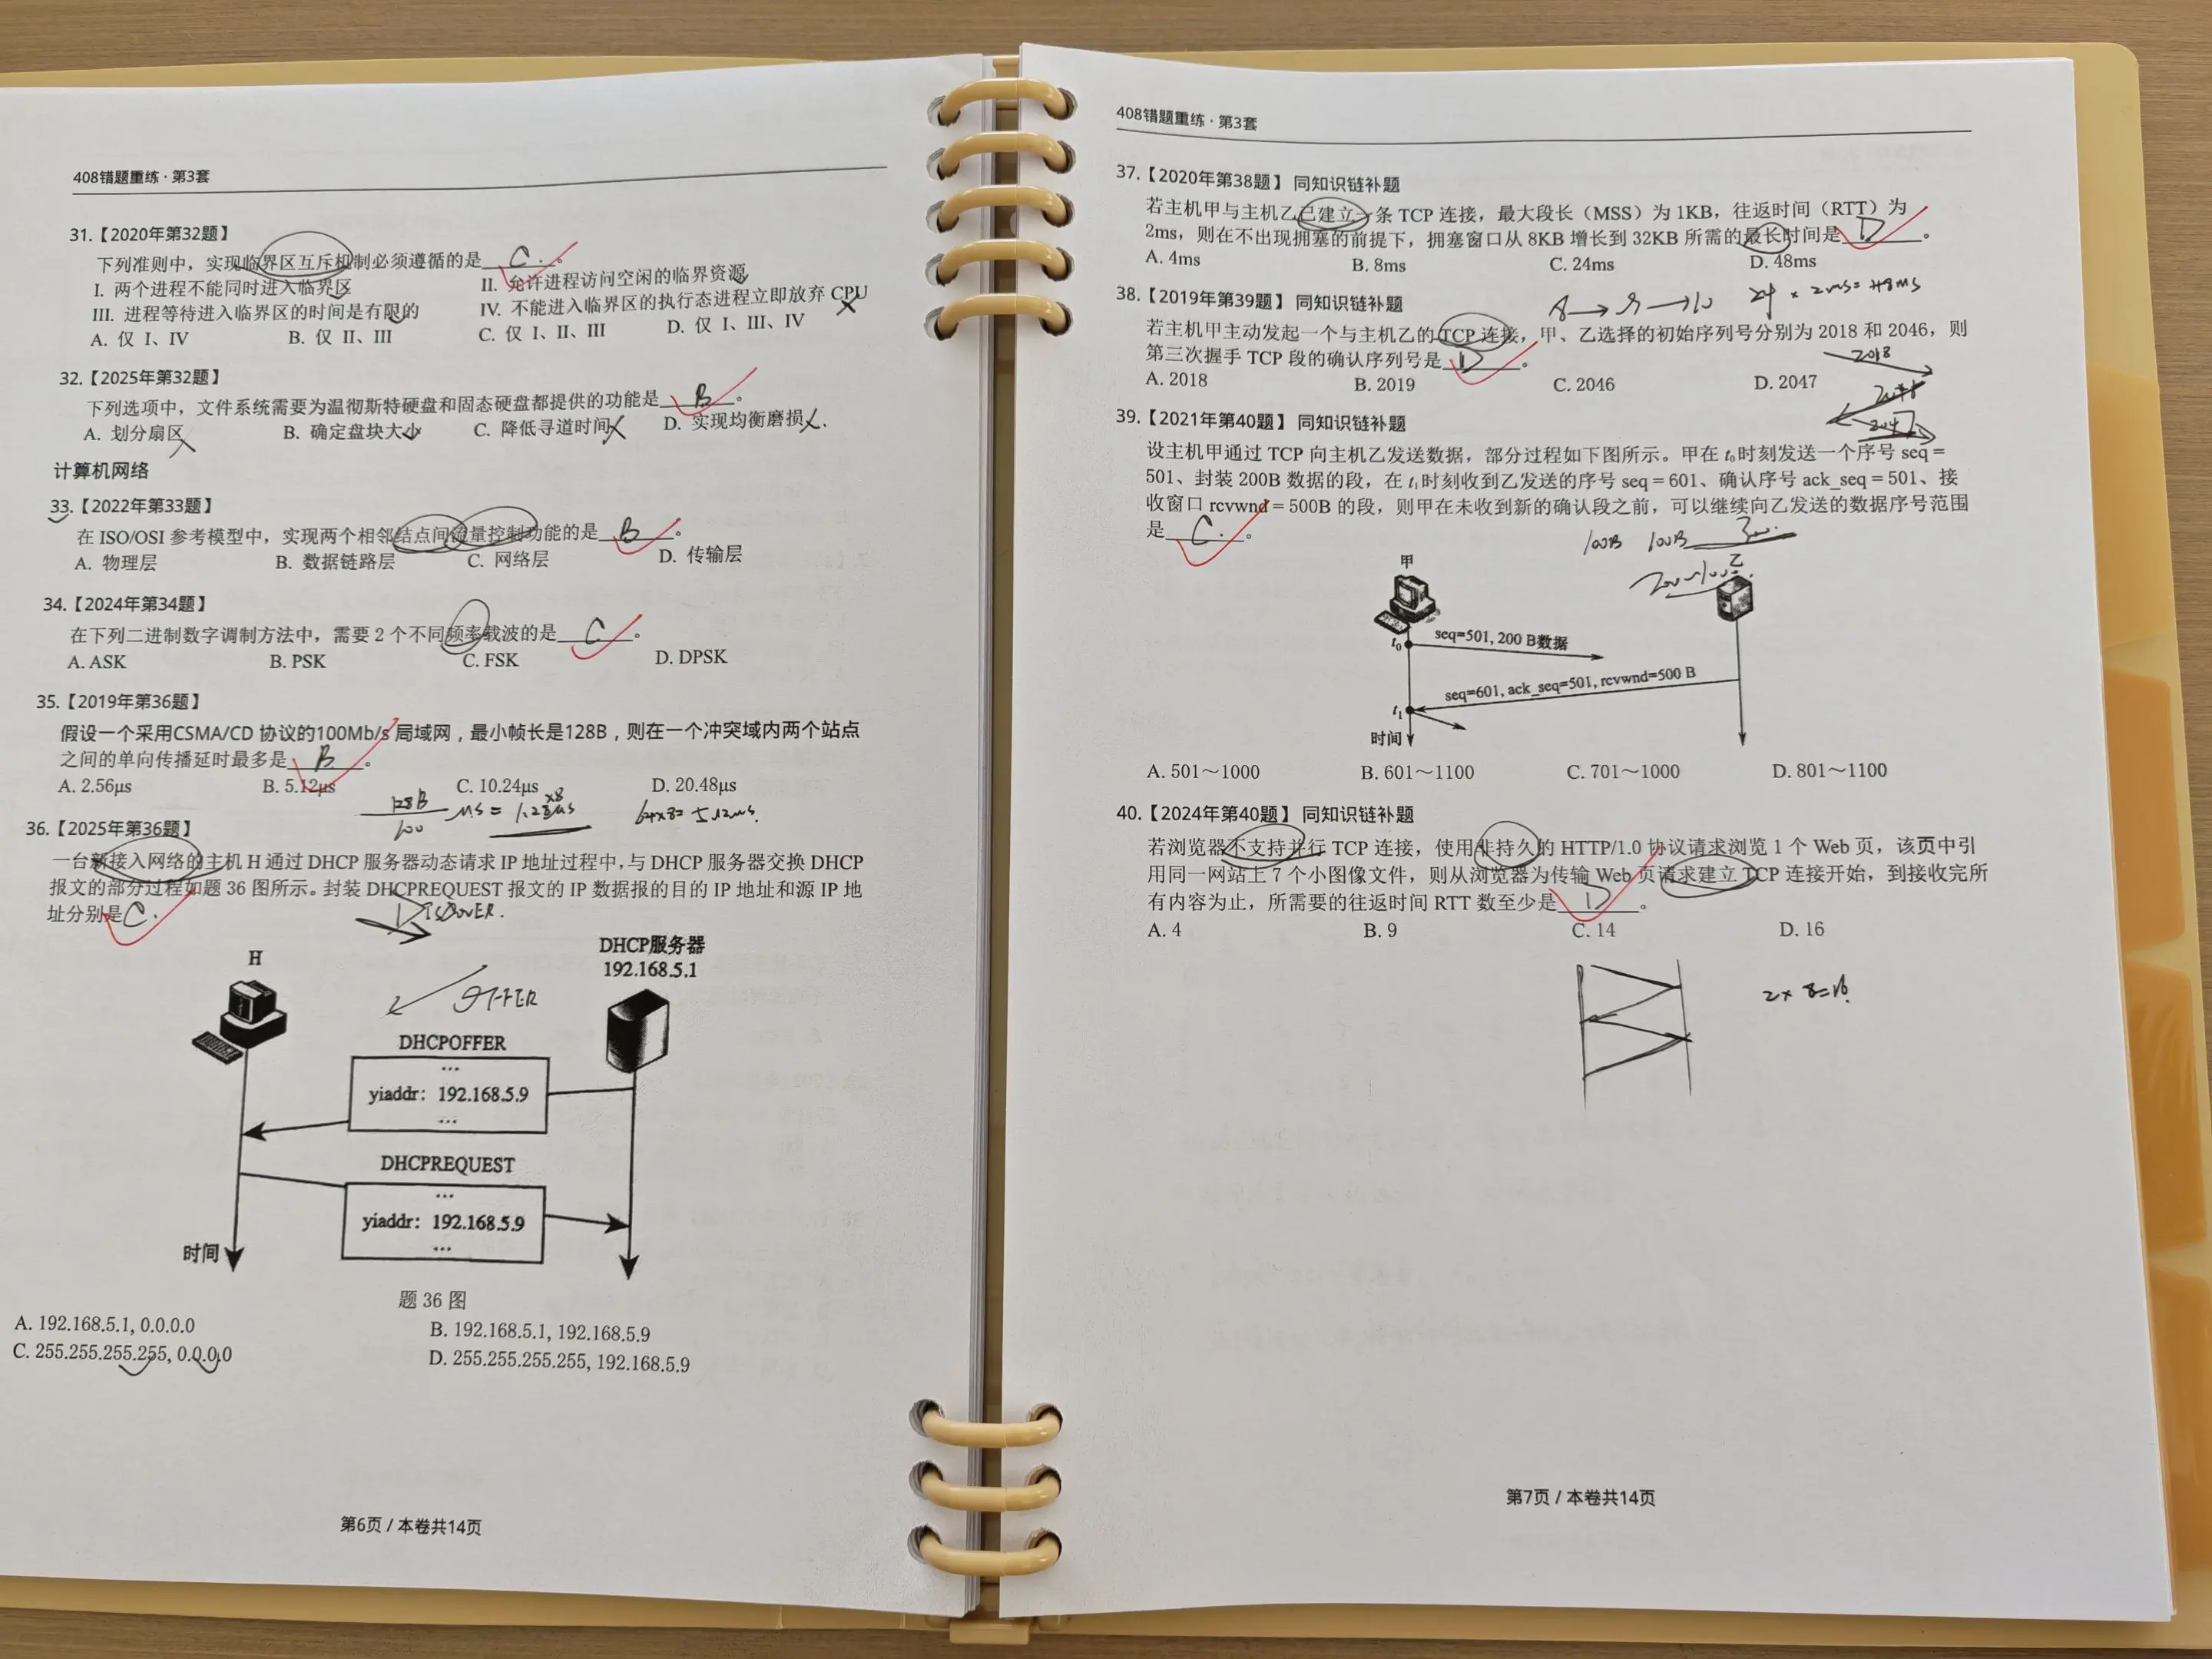 408错题重练 · 第3套
31.【2020年第32题】
下列准则中，实现临界区互斥机制必须遵循的是 C 。
I. 两个进程不能同时进入临界区 II. 允许进程访问空闲的临界资源
III. 进程等待进入临界区的时间是有限的 IV. 不能进入临界区的执行态进程立即放弃 CPU
A. 仅 I、IV B. 仅 II、III C. 仅 I、II、III D. 仅 I、III、IV
32.【2025年第32题】
下列选项中，文件系统需要为温彻斯特硬盘和固态硬盘都提供的功能是 B 。
A. 划分扇区 B. 确定盘块大小 C. 降低寻道时间 D. 实现均衡磨损
计算机网络
33.【2022年第33题】
在 ISO/OSI 参考模型中，实现两个相邻结点间流量控制功能的是 B 。
A. 物理层 B. 数据链路层 C. 网络层 D. 传输层
34.【2024年第34题】
在下列二进制数字调制方法中，需要 2 个不同频率载波的是 C 。
A. ASK B. PSK C. FSK D. DPSK
35.【2019年第36题】
假设一个采用CSMA/CD 协议的100Mb/s 局域网，最小帧长是128B，则在一个冲突域内两个站点
之间的单向传播延时最多是 B 。
A. 2.56μs B. 5.12μs C. 10.24μs D. 20.48μs
128B
100
64×8=5.12ms.
36.【2025年第36题】
一台新接入网络的主机 H 通过 DHCP 服务器动态请求 IP 地址过程中，与 DHCP 服务器交换 DHCP
报文的部分过程如题 36 图所示。封装 DHCPREQUEST 报文的 IP 数据报的目的 IP 地址和源 IP 地
址分别是 C .
DISCOVER.
H
DHCP服务器
192.168.5.1
OFFER
DHCPOFFER
...
yiaddr：192.168.5.9
...
DHCPREQUEST
...
yiaddr：192.168.5.9
...
时间
题 36 图
A. 192.168.5.1, 0.0.0.0 B. 192.168.5.1, 192.168.5.9
C. 255.255.255.255, 0.0.0.0 D. 255.255.255.255, 192.168.5.9
第6页 / 本卷共14页
408错题重练 · 第3套
37.【2020年第38题】 同知识链补题
若主机甲与主机乙已建立一条 TCP 连接，最大段长（MSS）为 1KB，往返时间（RTT）为
2ms，则在不出现拥塞的前提下，拥塞窗口从 8KB 增长到 32KB 所需的最长时间是 D 。
A. 4ms B. 8ms C. 24ms D. 48ms
8→9→10 24 × 2ms=48ms
38.【2019年第39题】 同知识链补题
若主机甲主动发起一个与主机乙的 TCP 连接，甲、乙选择的初始序列号分别为 2018 和 2046，则
第三次握手 TCP 段的确认序列号是 D 。
A. 2018 B. 2019 C. 2046 D. 2047
2018
2046
2047
39.【2021年第40题】 同知识链补题
设主机甲通过 TCP 向主机乙发送数据，部分过程如下图所示。甲在 t0时刻发送一个序号 seq =
501、封装 200B 数据的段，在 t1时刻收到乙发送的序号 seq = 601、确认序号 ack_seq = 501、接
收窗口 rcvwnd = 500B 的段，则甲在未收到新的确认段之前，可以继续向乙发送的数据序号范围
是 C. 。
100B 100B
甲 乙
t0 seq=501, 200 B数据
seq=601, ack_seq=501, rcvwnd=500 B
t1
时间
A. 501～1000 B. 601～1100 C. 701～1000 D. 801～1100
40.【2024年第40题】 同知识链补题
若浏览器不支持并行 TCP 连接，使用非持久的 HTTP/1.0 协议请求浏览 1 个 Web 页，该页中引
用同一网站上 7 个小图像文件，则从浏览器为传输 Web 页请求建立 TCP 连接开始，到接收完所
有内容为止，所需要的往返时间 RTT 数至少是 D 。
A. 4 B. 9 C. 14 D. 16
2×8=16.
第7页 / 本卷共14页